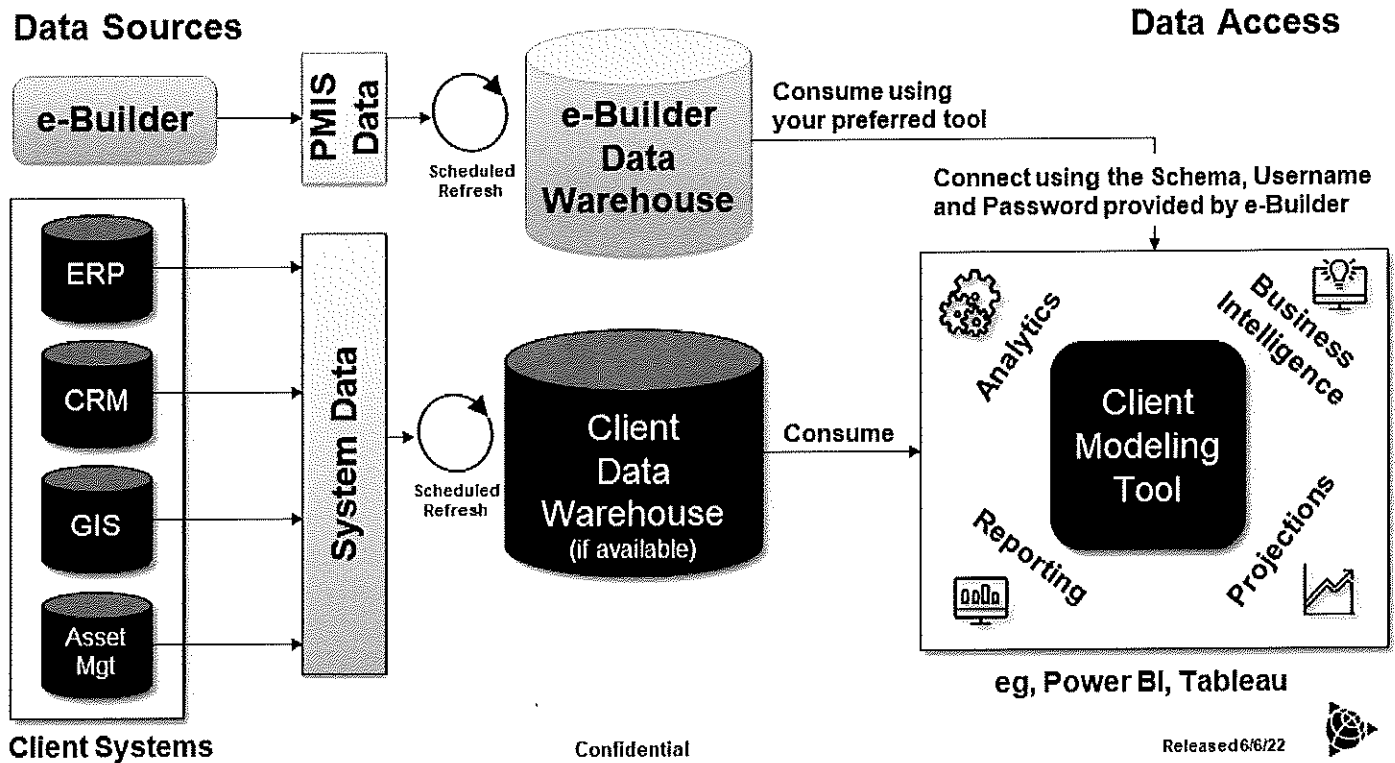 Data Sources
Data Access
e-Builder
PMIS
Data
Scheduled
Refresh
e-Builder
Data
Warehouse
Consume using
your preferred tool
Connect using the Schema, Username
and Password provided by e-Builder
ERP
CRM
GIS
Asset
Mgt
Client Systems
System Data
Scheduled
Refresh
Client
Data
Warehouse
(if available)
Consume
Analytics
Business
Intelligence
Client
Modeling
Tool
Reporting
Projections
eg, Power BI, Tableau
Confidential
Released 6/6/22